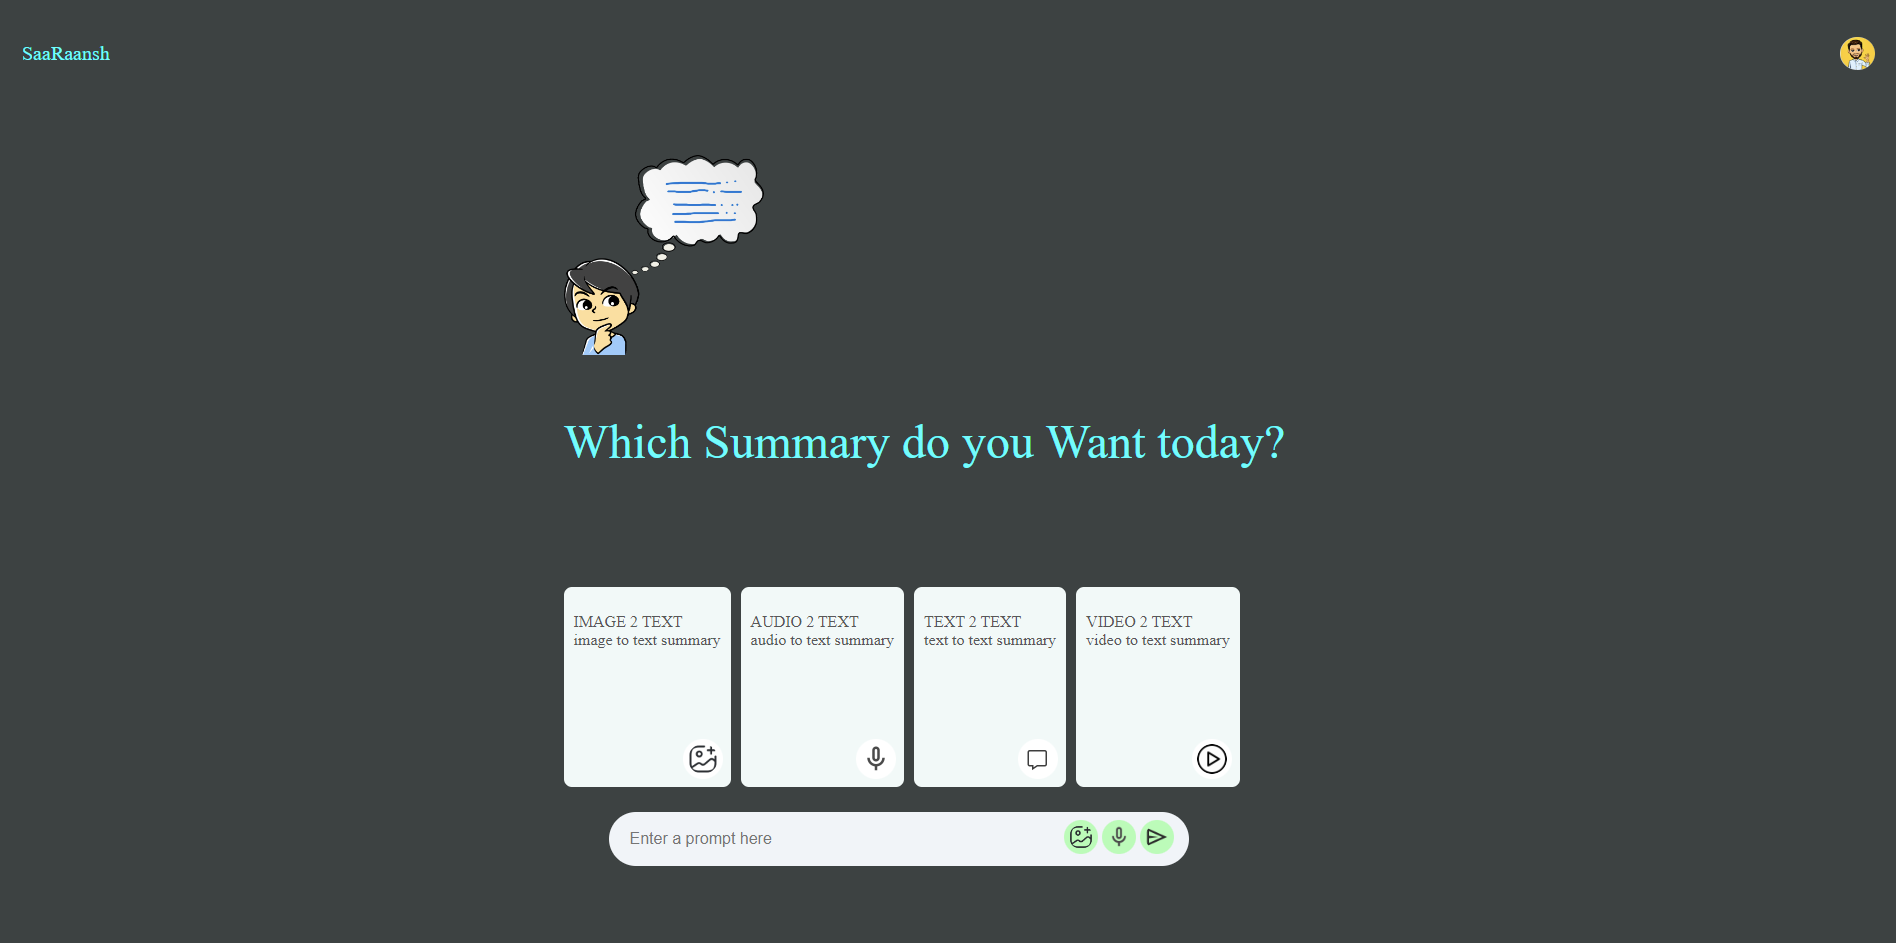 SaaRaansh
Which Summary do you Want today?
IMAGE 2 TEXT
image to text summary
AUDIO 2 TEXT
audio to text summary
TEXT 2 TEXT
text to text summary
VIDEO 2 TEXT
video to text summary
Enter a prompt here